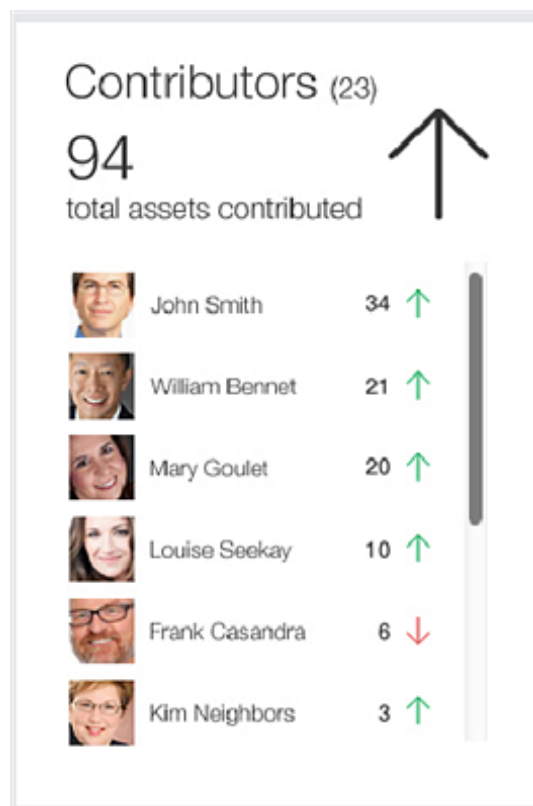 Contributors (23)
94
total assets contributed
John Smith 34
William Bennet 21
Mary Goulet 20
Louise Seekay 10
Frank Casandra 6
Kim Neighbors 3